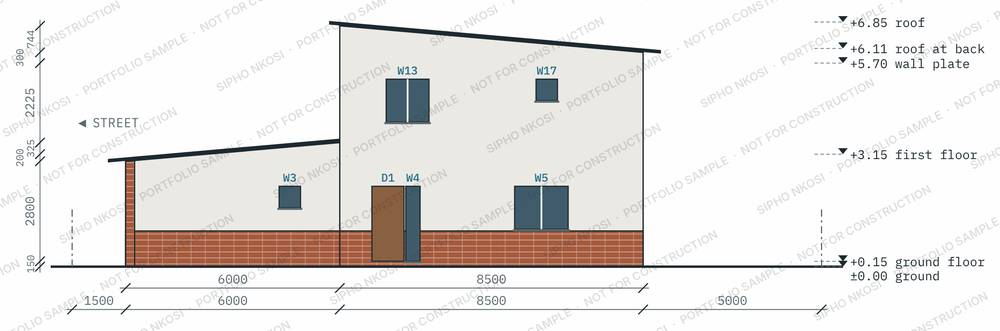 +6.85 roof
+6.11 roof at back
+5.70 wall plate
744
300
2225
325
200
2800
150
◄ STREET
W13
W17
+3.15 first floor
W3
D1
W4
W5
+0.15 ground floor
±0.00 ground
6000
8500
1500
6000
8500
5000
SIPHO NKOSI · PORTFOLIO SAMPLE · NOT FOR CONSTRUCTION